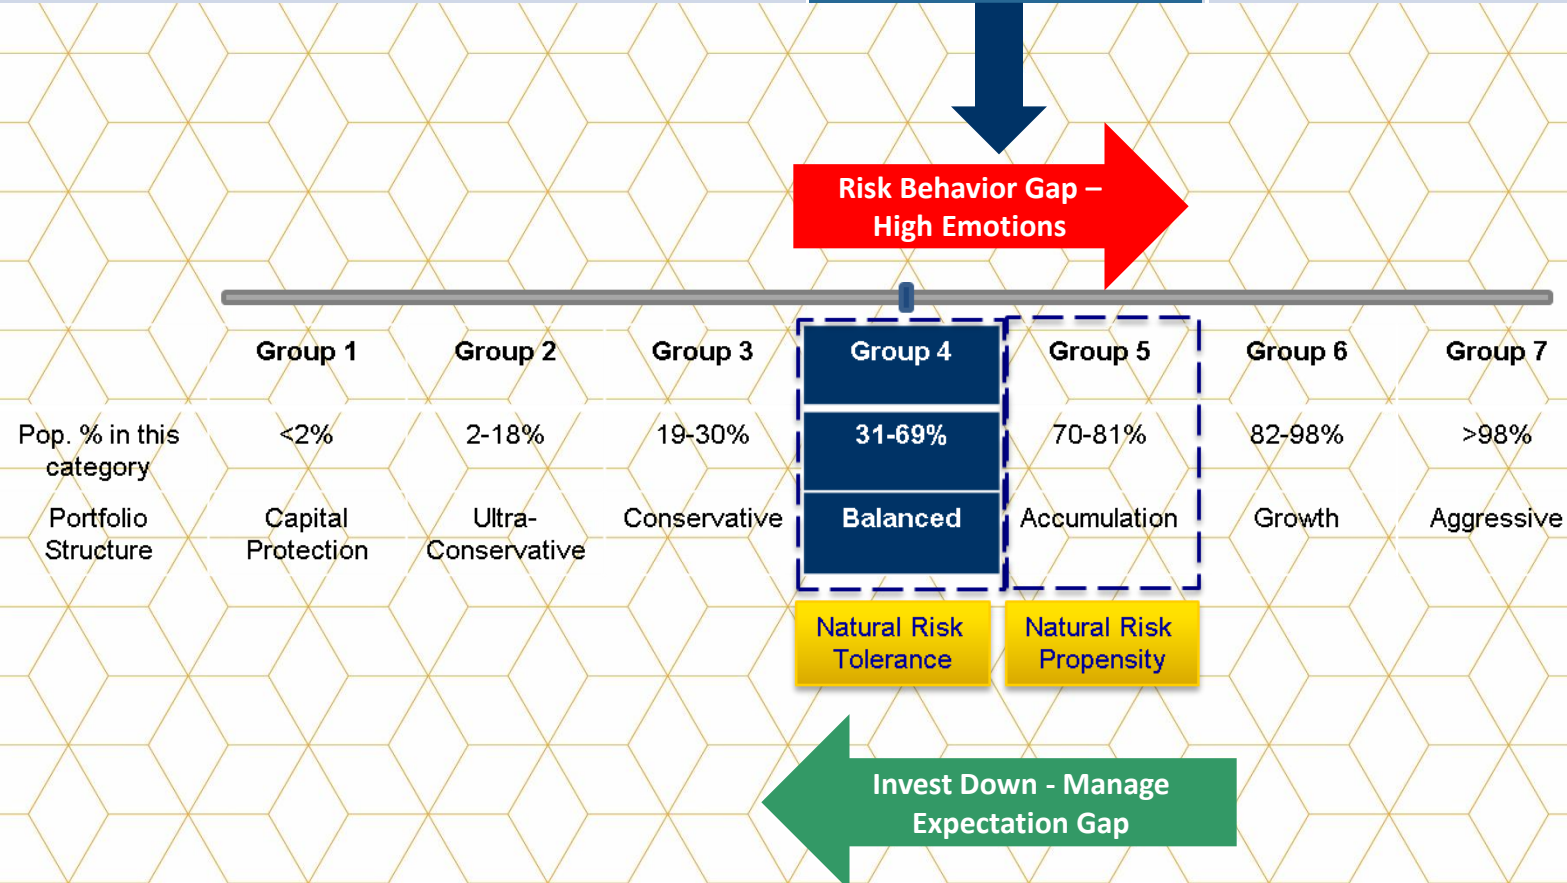 Risk Behavior Gap –
High Emotions
Group 1
Group 2
Group 3
Group 4
Group 5
Group 6
Group 7
Pop. % in this
category
<2%
2-18%
19-30%
31-69%
70-81%
82-98%
>98%
Portfolio
Structure
Capital
Protection
Ultra-
Conservative
Conservative
Balanced
Accumulation
Growth
Aggressive
Natural Risk
Tolerance
Natural Risk
Propensity
Invest Down - Manage
Expectation Gap